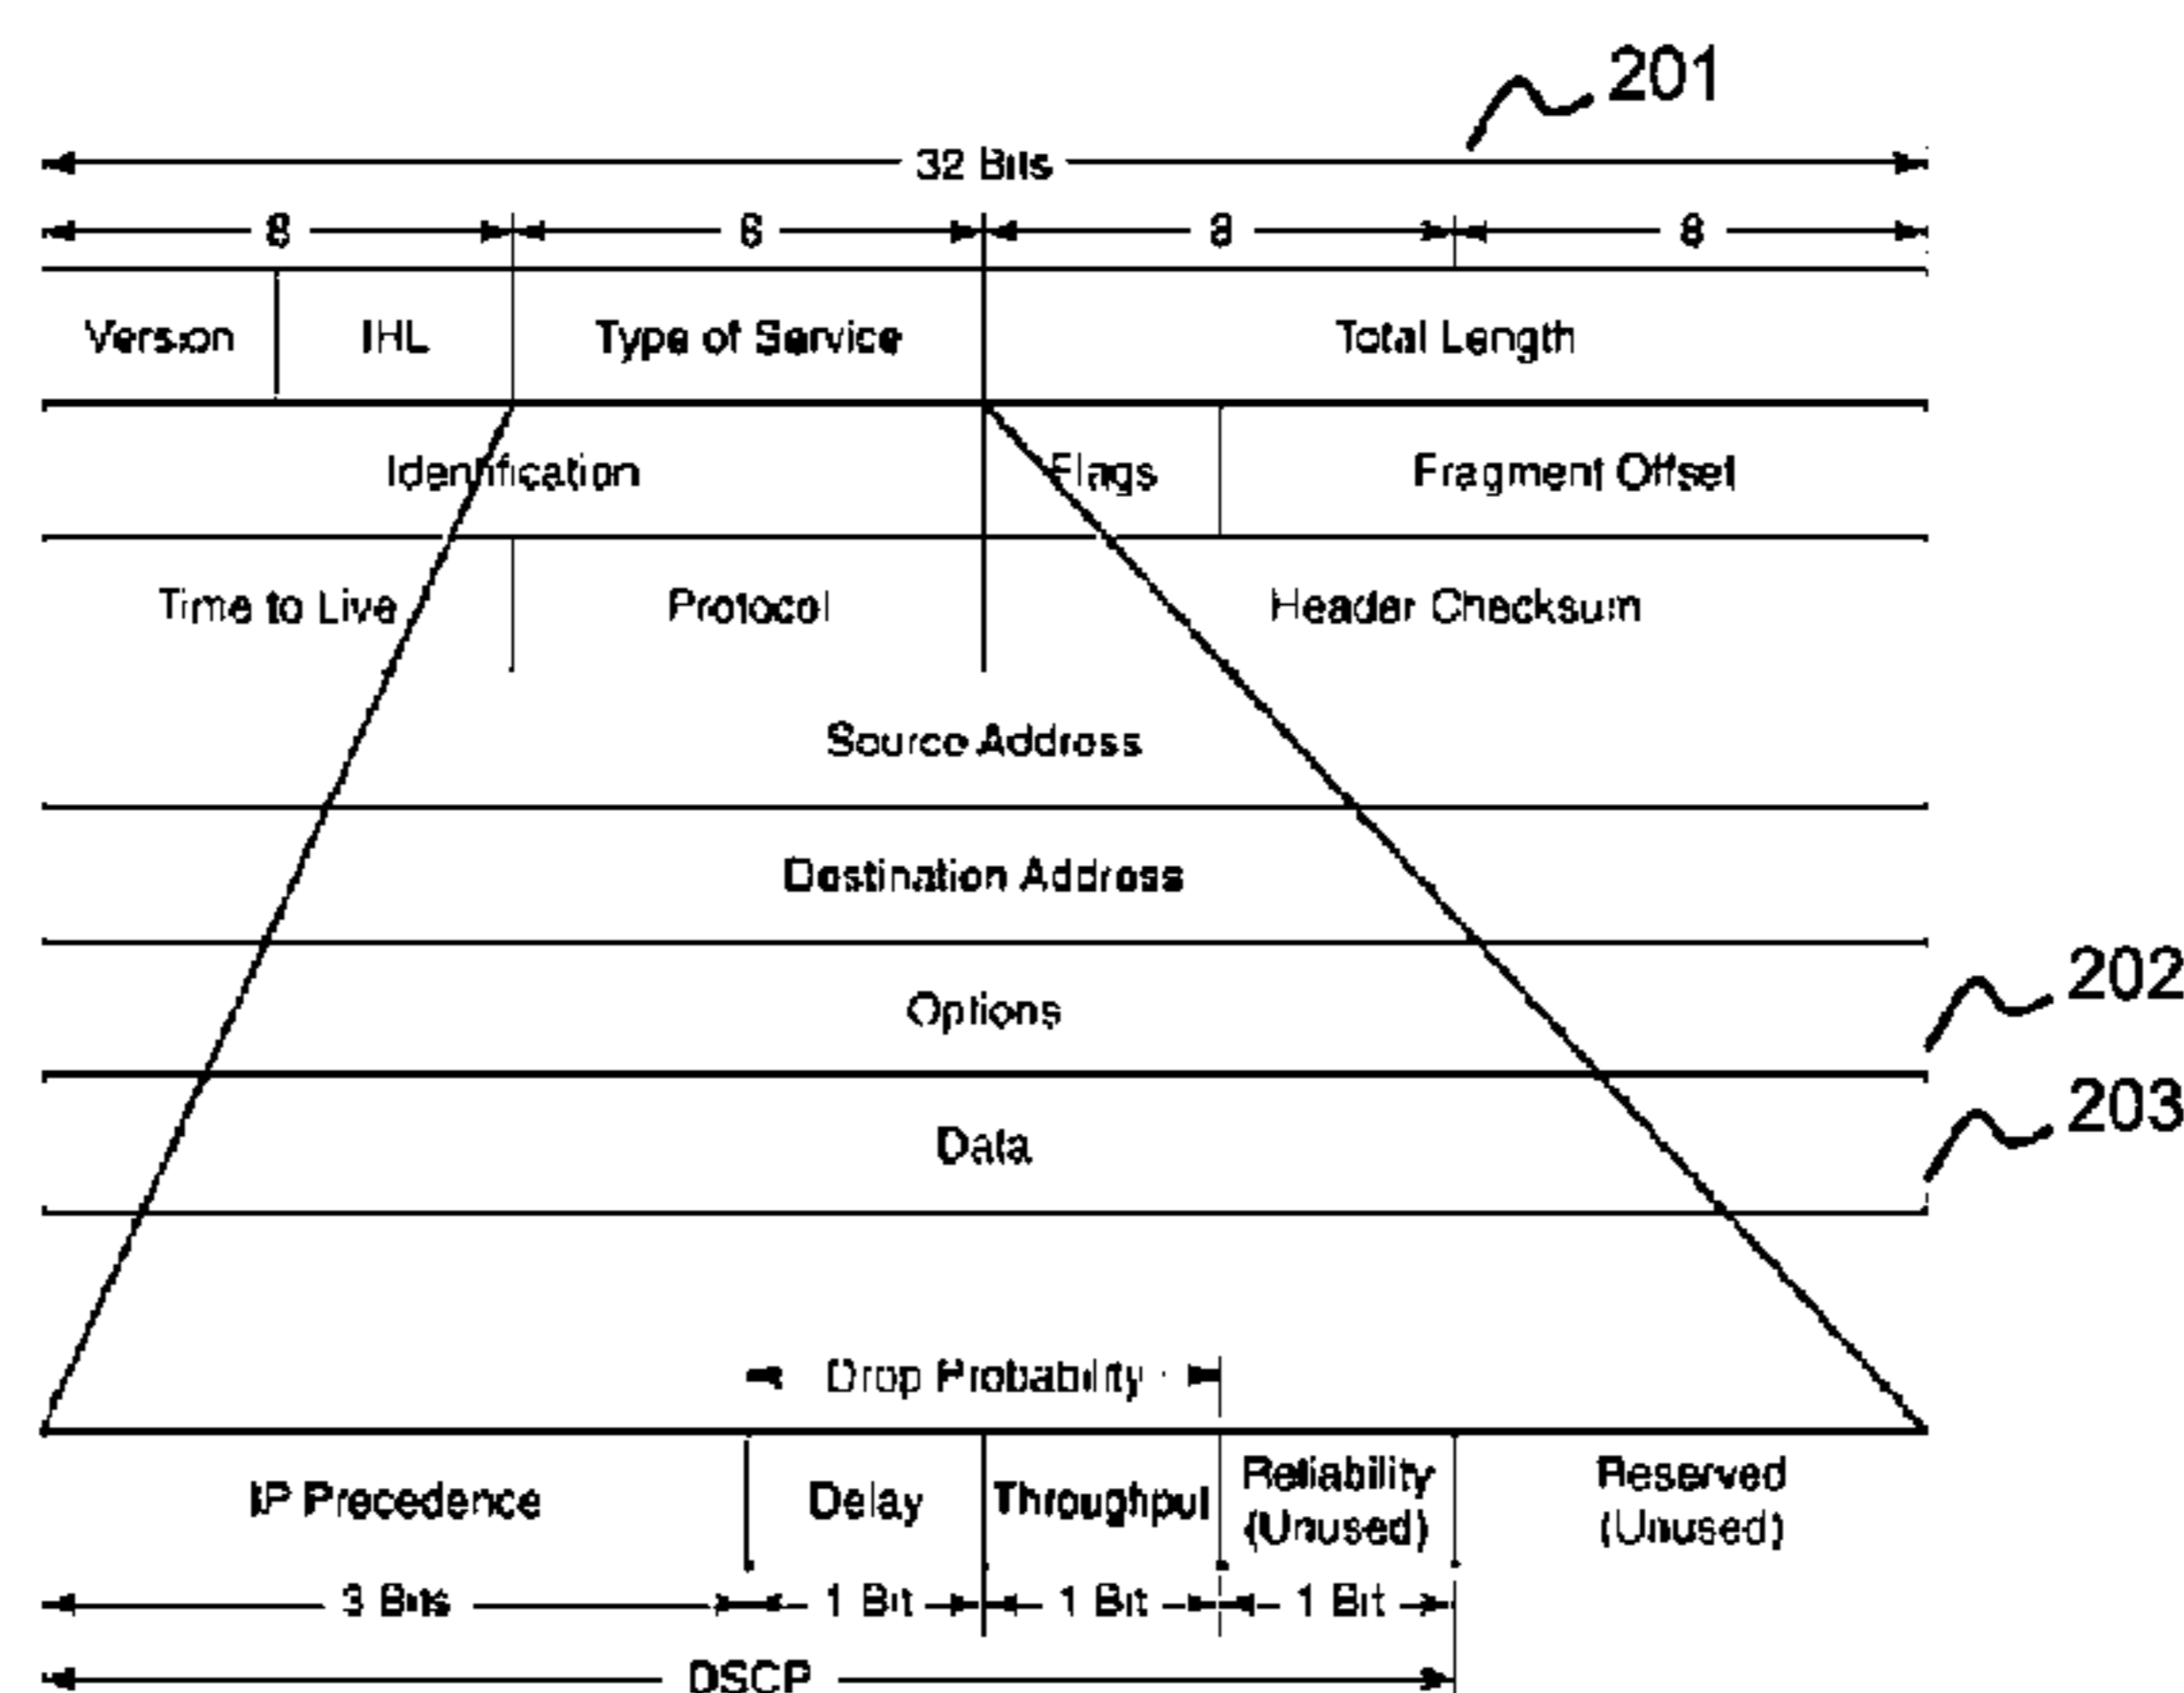 201
32 Bits
8 8 8 8
Version IHL Type of Service Total Length
Identification Flags Fragment Offset
Time to Live Protocol Header Checksum
Source Address
Destination Address
Options
202
Data
203
Drop Probability
IP Precedence Delay Throughput Reliability (Unused) Reserved (Unused)
3 Bits 1 Bit 1 Bit 1 Bit
DSCP